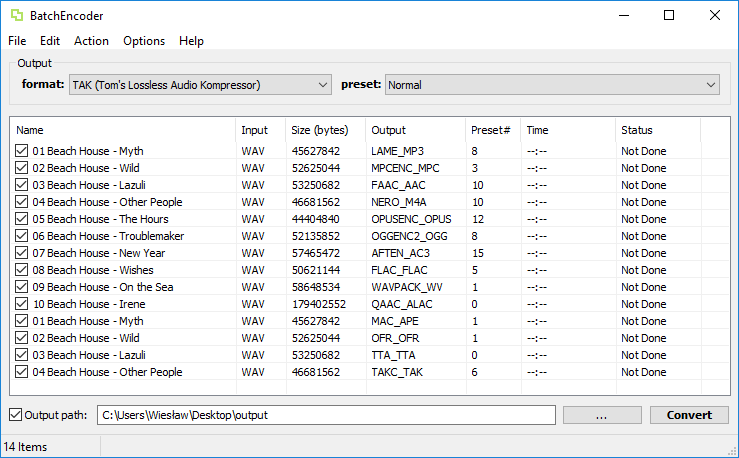 BatchEncoder
File Edit Action Options Help
Output
format: TAK (Tom's Lossless Audio Kompressor) preset: Normal
Name Input Size (bytes) Output Preset# Time Status
01 Beach House - Myth WAV 45627842 LAME_MP3 8 --:-- Not Done
02 Beach House - Wild WAV 52625044 MPCENC_MPC 3 --:-- Not Done
03 Beach House - Lazuli WAV 53250682 FAAC_AAC 10 --:-- Not Done
04 Beach House - Other People WAV 46681562 NERO_M4A 10 --:-- Not Done
05 Beach House - The Hours WAV 44404840 OPUSENC_OPUS 12 --:-- Not Done
06 Beach House - Troublemaker WAV 52135852 OGGENC2_OGG 8 --:-- Not Done
07 Beach House - New Year WAV 57465472 AFTEN_AC3 15 --:-- Not Done
08 Beach House - Wishes WAV 50621144 FLAC_FLAC 5 --:-- Not Done
09 Beach House - On the Sea WAV 58648534 WAVPACK_WV 1 --:-- Not Done
10 Beach House - Irene WAV 179402552 QAAC_ALAC 0 --:-- Not Done
01 Beach House - Myth WAV 45627842 MAC_APE 1 --:-- Not Done
02 Beach House - Wild WAV 52625044 OFR_OFR 1 --:-- Not Done
03 Beach House - Lazuli WAV 53250682 TTA_TTA 0 --:-- Not Done
04 Beach House - Other People WAV 46681562 TAKC_TAK 6 --:-- Not Done
Output path: C:\Users\Wiesław\Desktop\output ... Convert
14 Items